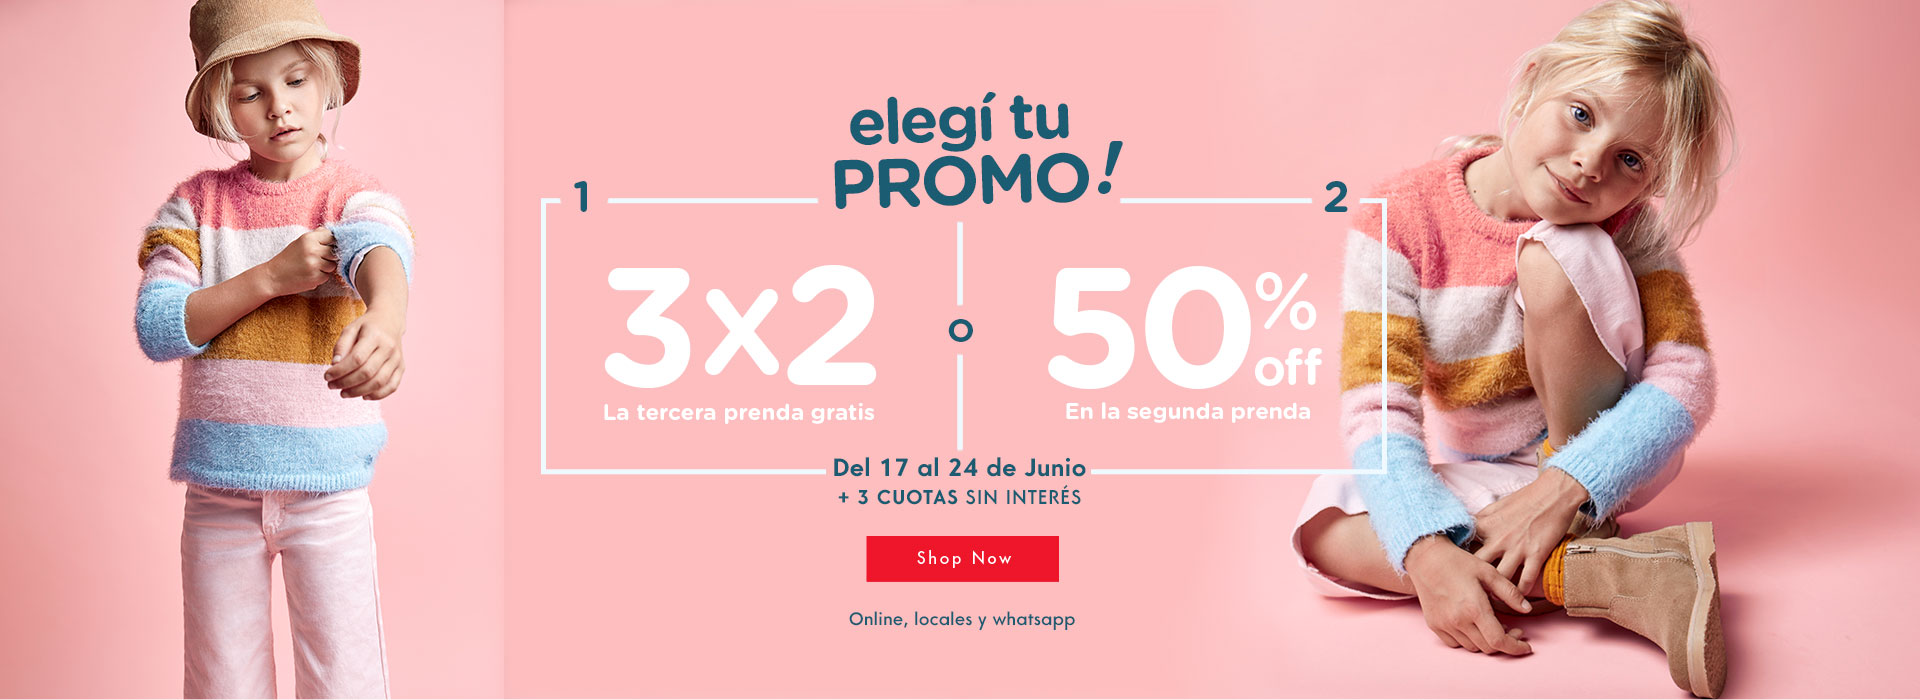 elegí tu
PROMO!
1
3x2
La tercera prenda gratis
o
2
50% off
En la segunda prenda
Del 17 al 24 de Junio
+ 3 CUOTAS SIN INTERÉS
Shop Now
Online, locales y whatsapp